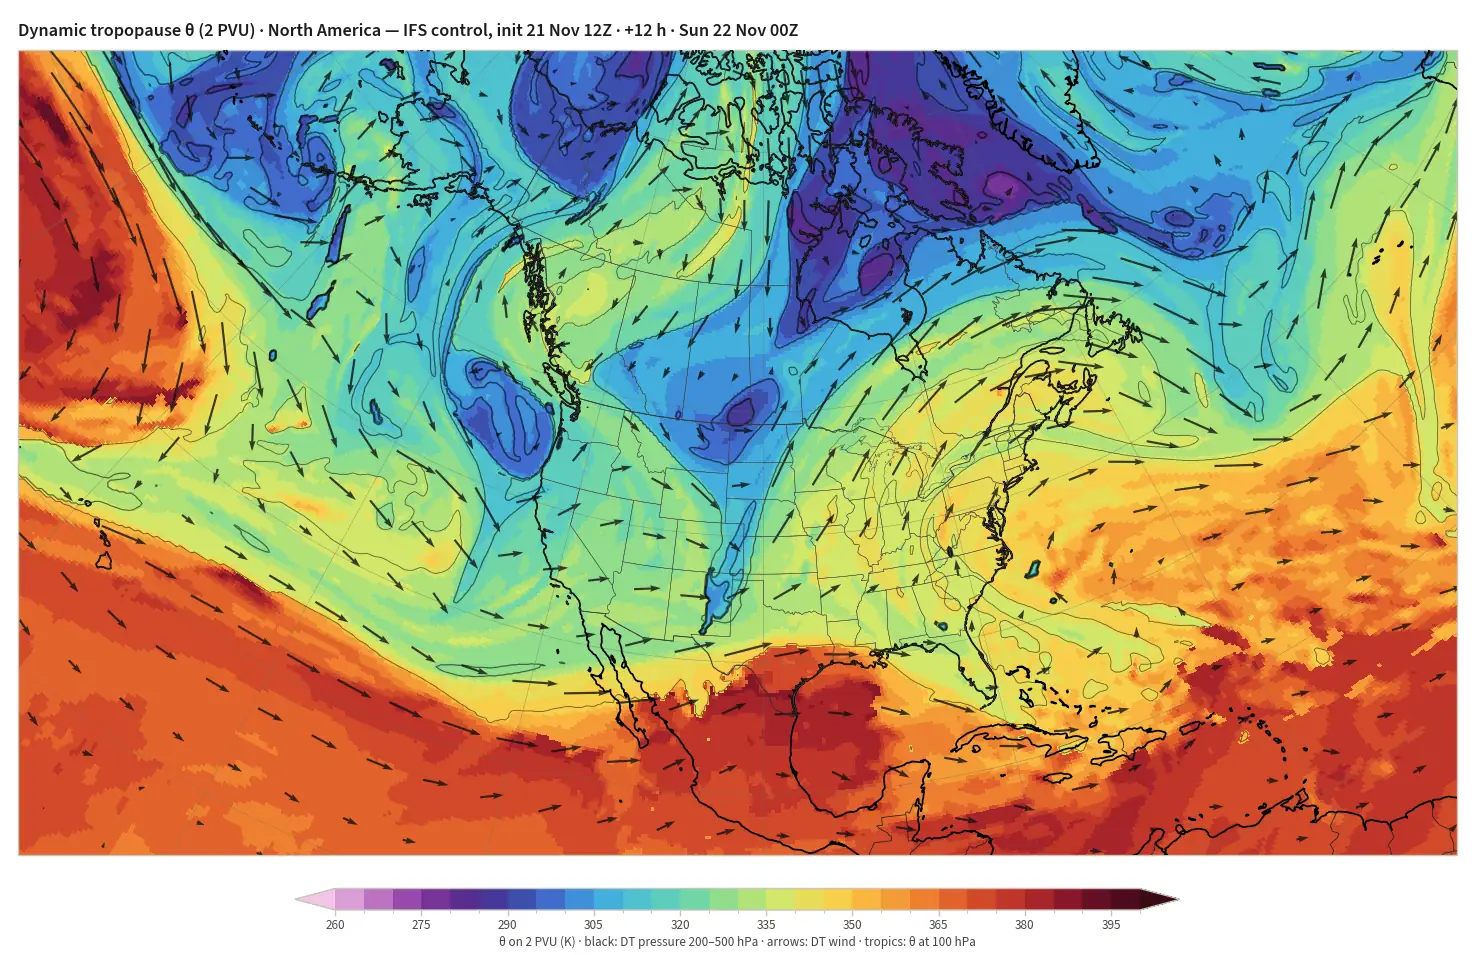 Dynamic tropopause θ (2 PVU) · North America — IFS control, init 21 Nov 12Z · +12 h · Sun 22 Nov 00Z
260 275 290 305 320 335 350 365 380 395
θ on 2 PVU (K) · black: DT pressure 200–500 hPa · arrows: DT wind · tropics: θ at 100 hPa